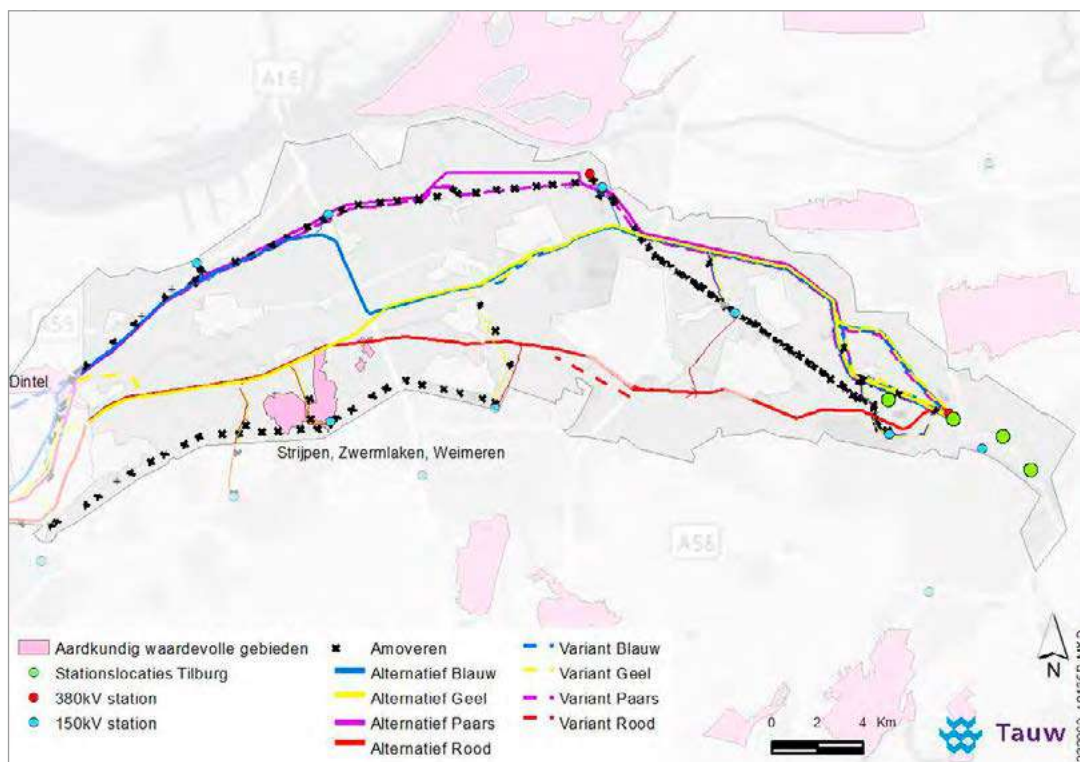 A16
A59
Dintel
Strijpen, Zwermlaken, Weimeren
A58
Aardkundig waardevolle gebieden
Stationslocaties Tilburg
380kV station
150kV station
Amoveren
Alternatief Blauw
Alternatief Geel
Alternatief Paars
Alternatief Rood
Variant Blauw
Variant Geel
Variant Paars
Variant Rood
0 2 4 Km
N
Tauw